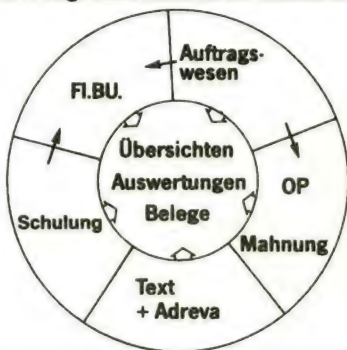 Auftrags-
wesen
FI.BU.
Übersichten
Auswertungen
Belege
OP
Mahnung
Schulung
Text
+ Adreva